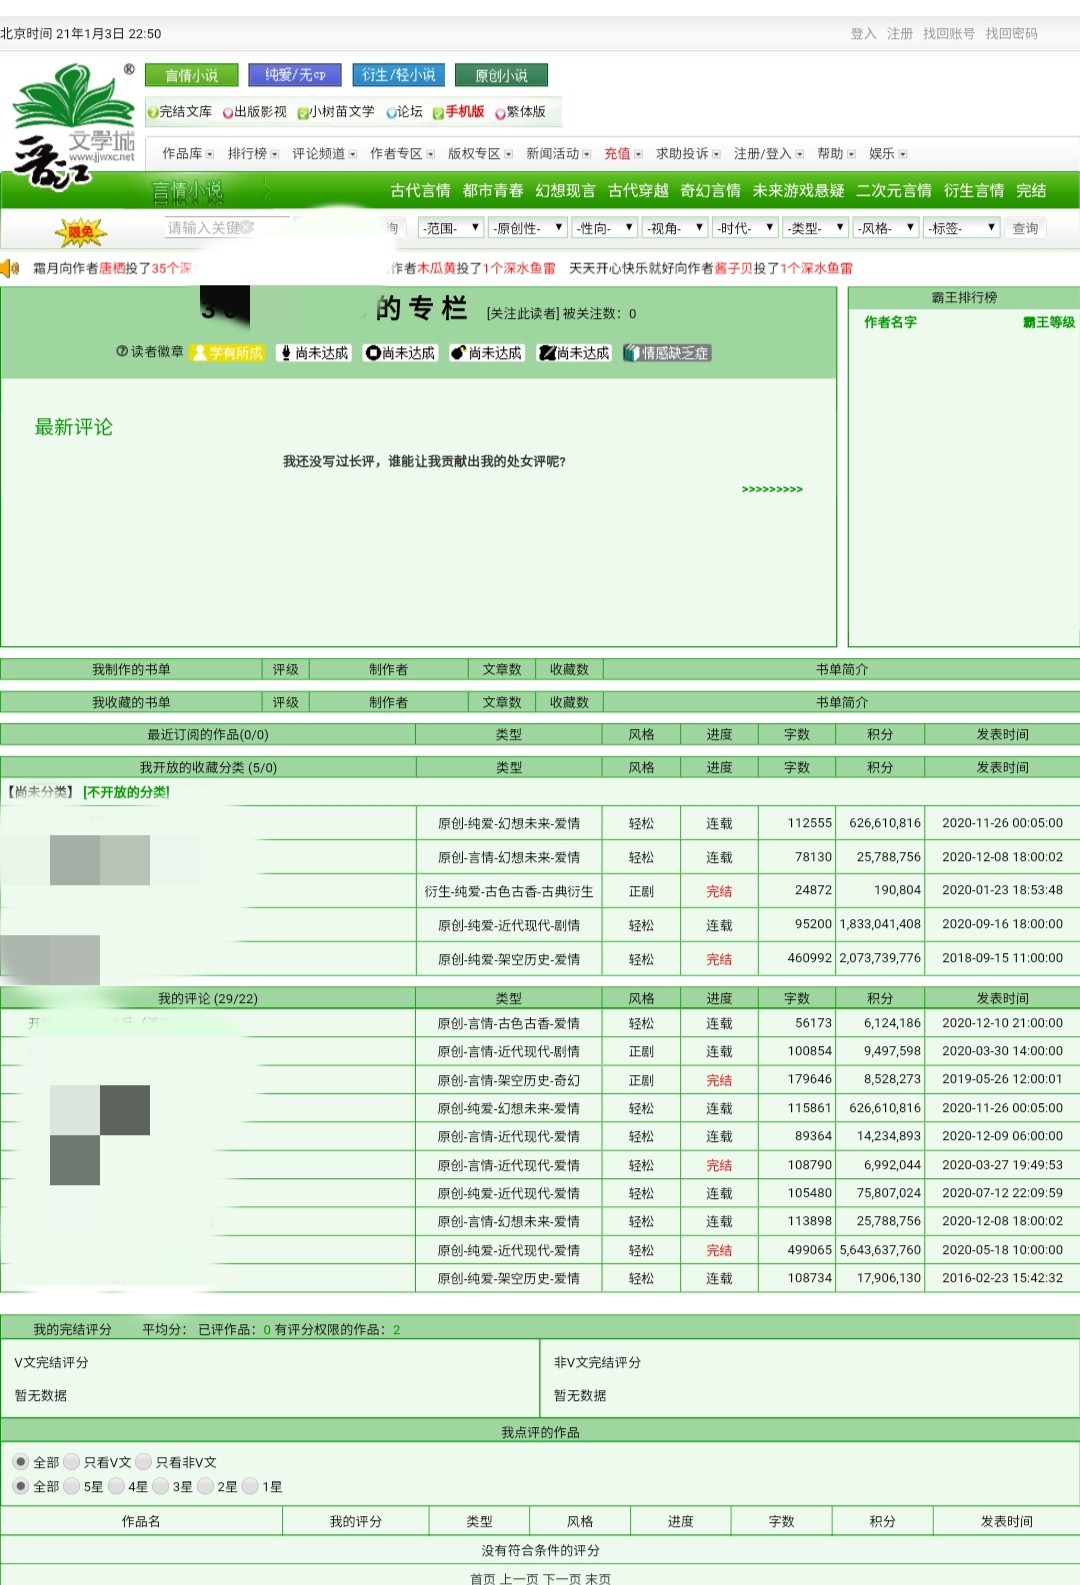 北京时间 21年1月3日 22:50 登入 注册 找回账号 找回密码
言情小说 纯爱/无cp 衍生/轻小说 原创小说
完结文库 出版影视 小树苗文学 论坛 手机版 繁体版
晋江 文学城 www.jjwxc.net ®
作品库 排行榜 评论频道 作者专区 版权专区 新闻活动 充值 求助投诉 注册/登入 帮助 娱乐
言情小说 古代言情 都市青春 幻想现言 古代穿越 奇幻言情 未来游戏悬疑 二次元言情 衍生言情 完结
限免 请输入关键 询 -范围- -原创性- -性向- -视角- -时代- -类型- -风格- -标签- 查询
霜月向作者唐栖投了35个深 作者木瓜黄投了1个深水鱼雷 天天开心快乐就好向作者酱子贝投了1个深水鱼雷
的专栏 [关注此读者] 被关注数：0
读者徽章 学有所成 尚未达成 尚未达成 尚未达成 尚未达成 情感缺乏症
霸王排行榜
作者名字 霸王等级
最新评论
我还没写过长评，谁能让我贡献出我的处女评呢?
>>>>>>>>>
我制作的书单 评级 制作者 文章数 收藏数 书单简介
我收藏的书单 评级 制作者 文章数 收藏数 书单简介
最近订阅的作品(0/0) 类型 风格 进度 字数 积分 发表时间
我开放的收藏分类 (5/0) 类型 风格 进度 字数 积分 发表时间
【尚未分类】 [不开放的分类]
原创-纯爱-幻想未来-爱情 轻松 连载 112555 626,610,816 2020-11-26 00:05:00
原创-言情-幻想未来-爱情 轻松 连载 78130 25,788,756 2020-12-08 18:00:02
衍生-纯爱-古色古香-古典衍生 正剧 完结 24872 190,804 2020-01-23 18:53:48
原创-纯爱-近代现代-剧情 轻松 连载 95200 1,833,041,408 2020-09-16 18:00:00
原创-纯爱-架空历史-爱情 轻松 完结 460992 2,073,739,776 2018-09-15 11:00:00
我的评论 (29/22) 类型 风格 进度 字数 积分 发表时间
原创-言情-古色古香-爱情 轻松 连载 56173 6,124,186 2020-12-10 21:00:00
原创-言情-近代现代-剧情 正剧 连载 100854 9,497,598 2020-03-30 14:00:00
原创-言情-架空历史-奇幻 正剧 完结 179646 8,528,273 2019-05-26 12:00:01
原创-纯爱-幻想未来-爱情 轻松 连载 115861 626,610,816 2020-11-26 00:05:00
原创-言情-近代现代-爱情 轻松 连载 89364 14,234,893 2020-12-09 06:00:00
原创-言情-近代现代-爱情 轻松 完结 108790 6,992,044 2020-03-27 19:49:53
原创-纯爱-近代现代-爱情 轻松 连载 105480 75,807,024 2020-07-12 22:09:59
原创-言情-幻想未来-爱情 轻松 连载 113898 25,788,756 2020-12-08 18:00:02
原创-纯爱-近代现代-爱情 轻松 完结 499065 5,643,637,760 2020-05-18 10:00:00
原创-纯爱-架空历史-爱情 轻松 连载 108734 17,906,130 2016-02-23 15:42:32
我的完结评分 平均分： 已评作品：0 有评分权限的作品：2
V文完结评分 非V文完结评分
暂无数据 暂无数据
我点评的作品
全部 只看V文 只看非V文
全部 5星 4星 3星 2星 1星
作品名 我的评分 类型 风格 进度 字数 积分 发表时间
没有符合条件的评分
首页 上一页 下一页 末页